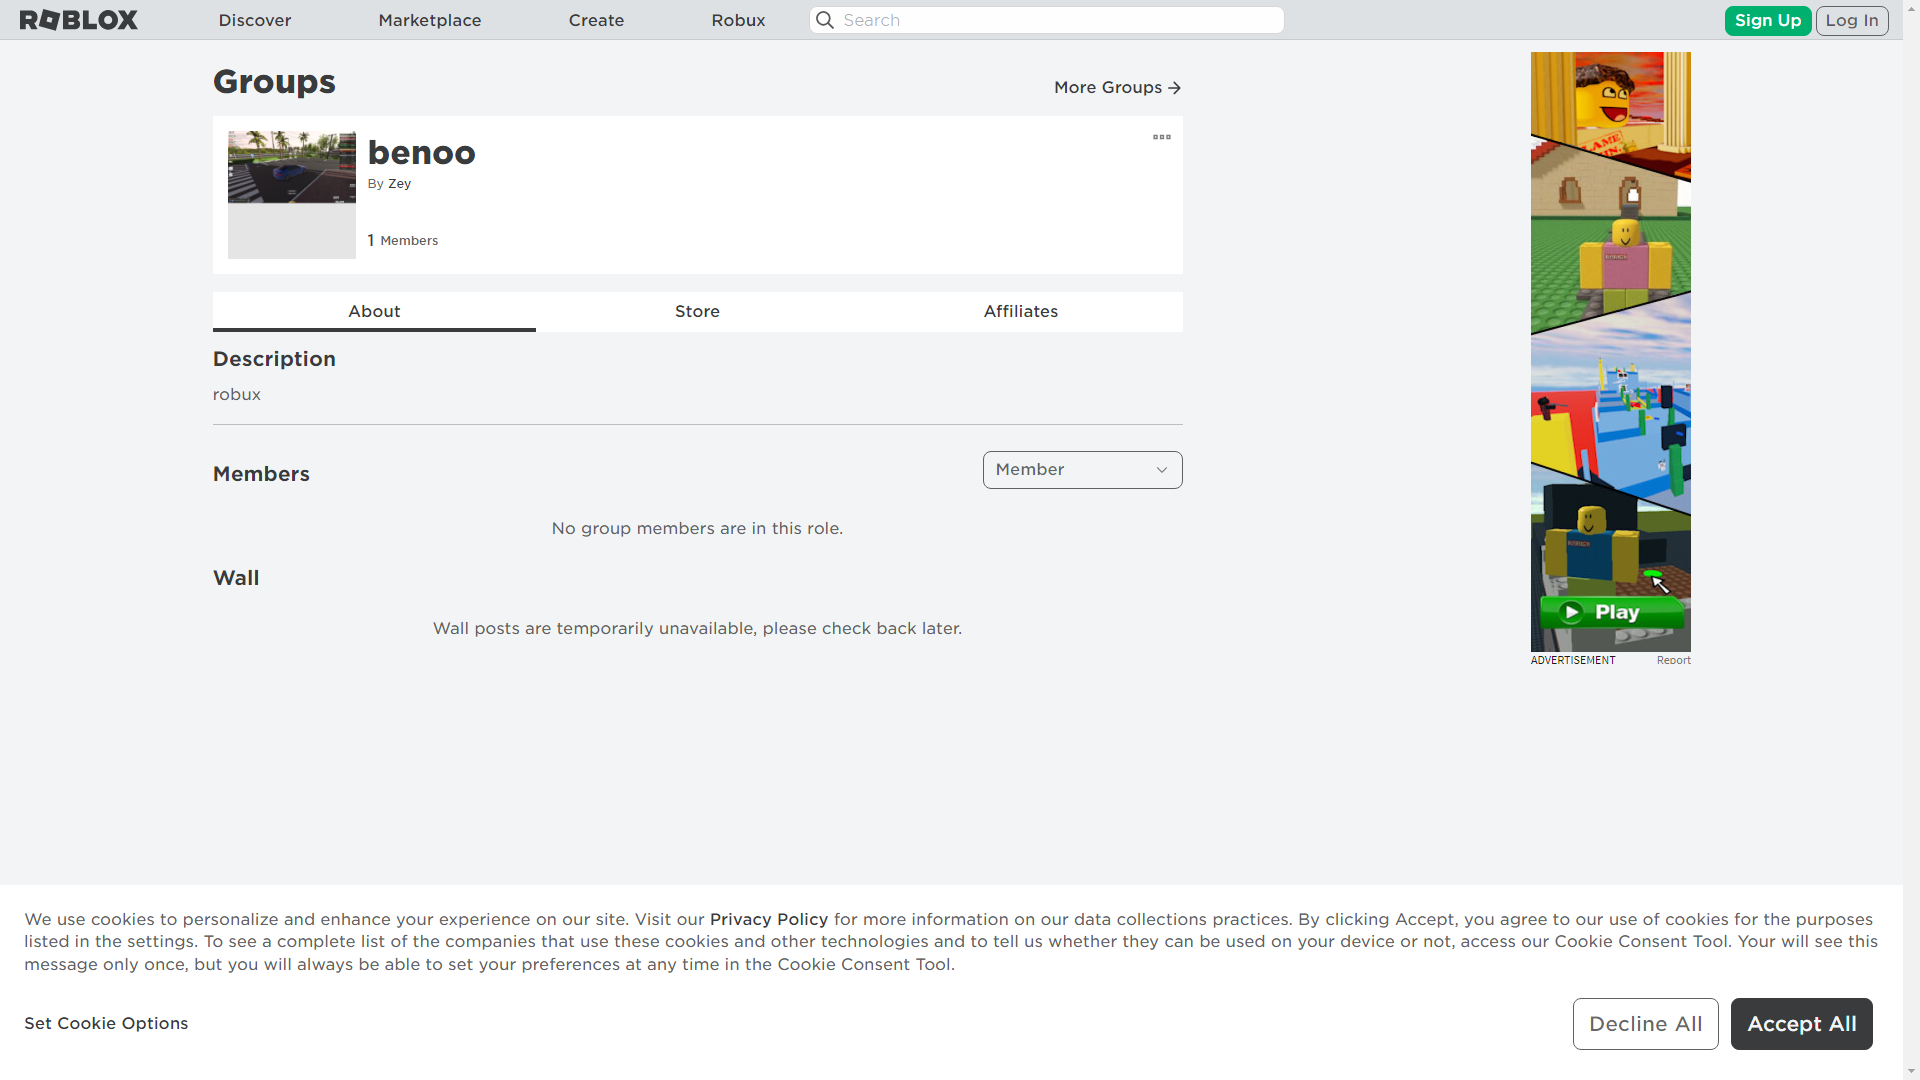 ROBLOX
Discover
Marketplace
Create
Robux
Search
Sign Up
Log In
Groups
More Groups
benoo
By Zey
1 Members
About
Store
Affiliates
Description
robux
Members
Member
No group members are in this role.
Wall
Wall posts are temporarily unavailable, please check back later.
Play
ADVERTISEMENT
Report
We use cookies to personalize and enhance your experience on our site. Visit our Privacy Policy for more information on our data collections practices. By clicking Accept, you agree to our use of cookies for the purposes
listed in the settings. To see a complete list of the companies that use these cookies and other technologies and to tell us whether they can be used on your device or not, access our Cookie Consent Tool. Your will see this
message only once, but you will always be able to set your preferences at any time in the Cookie Consent Tool.
Set Cookie Options
Decline All
Accept All